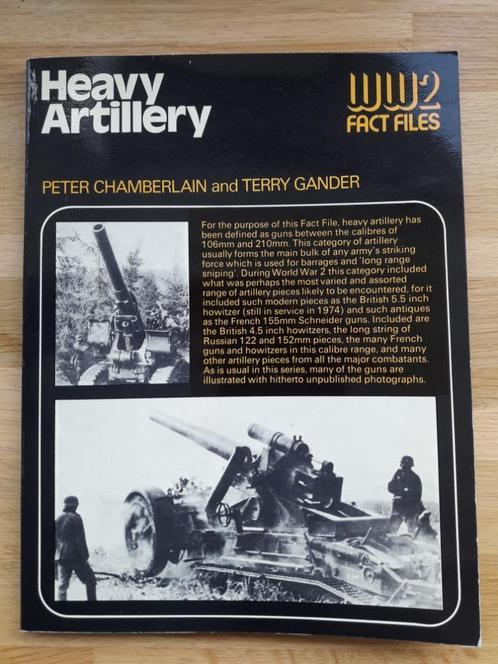 Heavy
Artillery
WW2
FACT FILES
PETER CHAMBERLAIN and TERRY GANDER
For the purpose of this Fact File, heavy artillery has
been defined as guns between the calibres of
106mm and 210mm. This category of artillery
usually forms the main bulk of any army's striking
force which is used for barrages and 'long range
sniping'. During World War 2 this category included
what was perhaps the most varied and assorted
range of artillery pieces likely to be encountered, for it
included such modern pieces as the British 5.5 inch
howitzer (still in service in 1974) and such antiques
as the French 155mm Schneider guns. Included are
the British 4.5 inch howitzers, the long string of
Russian 122 and 152mm pieces, the many French
guns and howitzers in this calibre range, and many
other artillery pieces from all the major combatants.
As is usual in this series, many of the guns are
illustrated with hitherto unpublished photographs.